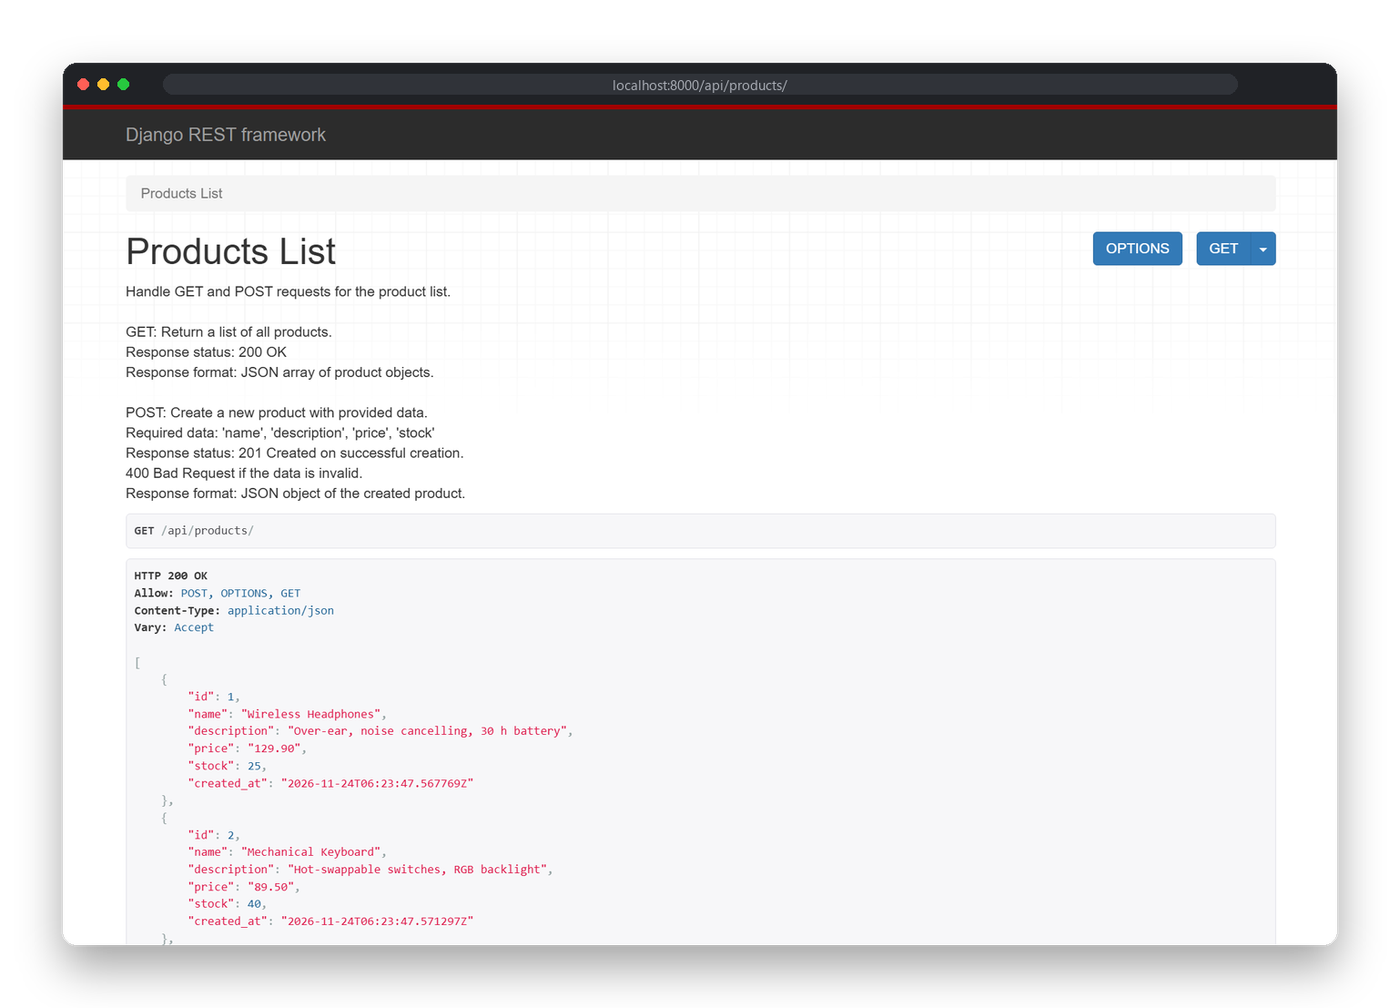 localhost:8000/api/products/
Django REST framework
Products List
Products List
OPTIONS
GET
Handle GET and POST requests for the product list.
GET: Return a list of all products.
Response status: 200 OK
Response format: JSON array of product objects.
POST: Create a new product with provided data.
Required data: 'name', 'description', 'price', 'stock'
Response status: 201 Created on successful creation.
400 Bad Request if the data is invalid.
Response format: JSON object of the created product.
GET /api/products/
HTTP 200 OK
Allow: POST, OPTIONS, GET
Content-Type: application/json
Vary: Accept
[
    {
        "id": 1,
        "name": "Wireless Headphones",
        "description": "Over-ear, noise cancelling, 30 h battery",
        "price": "129.90",
        "stock": 25,
        "created_at": "2026-11-24T06:23:47.567769Z"
    },
    {
        "id": 2,
        "name": "Mechanical Keyboard",
        "description": "Hot-swappable switches, RGB backlight",
        "price": "89.50",
        "stock": 40,
        "created_at": "2026-11-24T06:23:47.571297Z"
    },